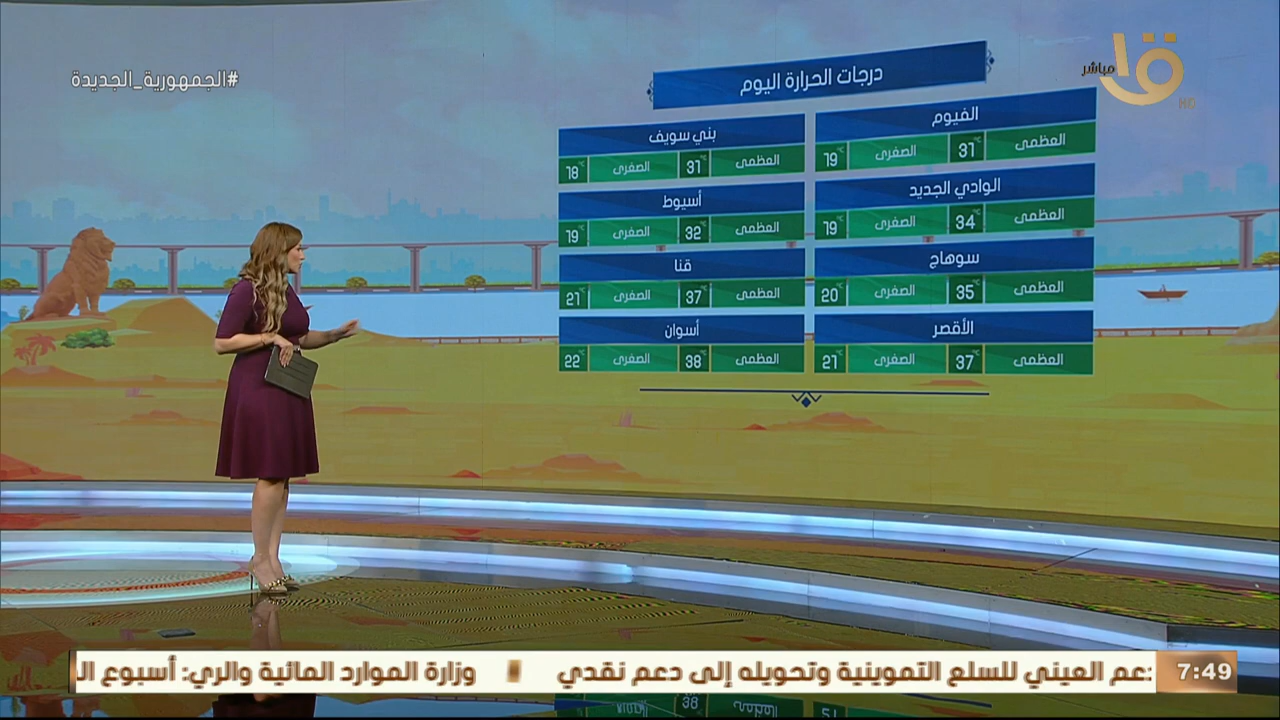 #الجمهورية_الجديدة
مباشر
HD
درجات الحرارة اليوم
الفيوم
العظمى 31°C الصغرى 19°C
بني سويف
العظمى 31°C الصغرى 18°C
الوادي الجديد
العظمى 34°C الصغرى 19°C
أسيوط
العظمى 32°C الصغرى 19°C
سوهاج
العظمى 35°C الصغرى 20°C
قنا
العظمى 37°C الصغرى 21°C
الأقصر
العظمى 37°C الصغرى 21°C
أسوان
العظمى 38°C الصغرى 22°C
7:49 دعم العيني للسلع التموينية وتحويله إلى دعم نقدي وزارة الموارد المائية والري: أسبوع ال